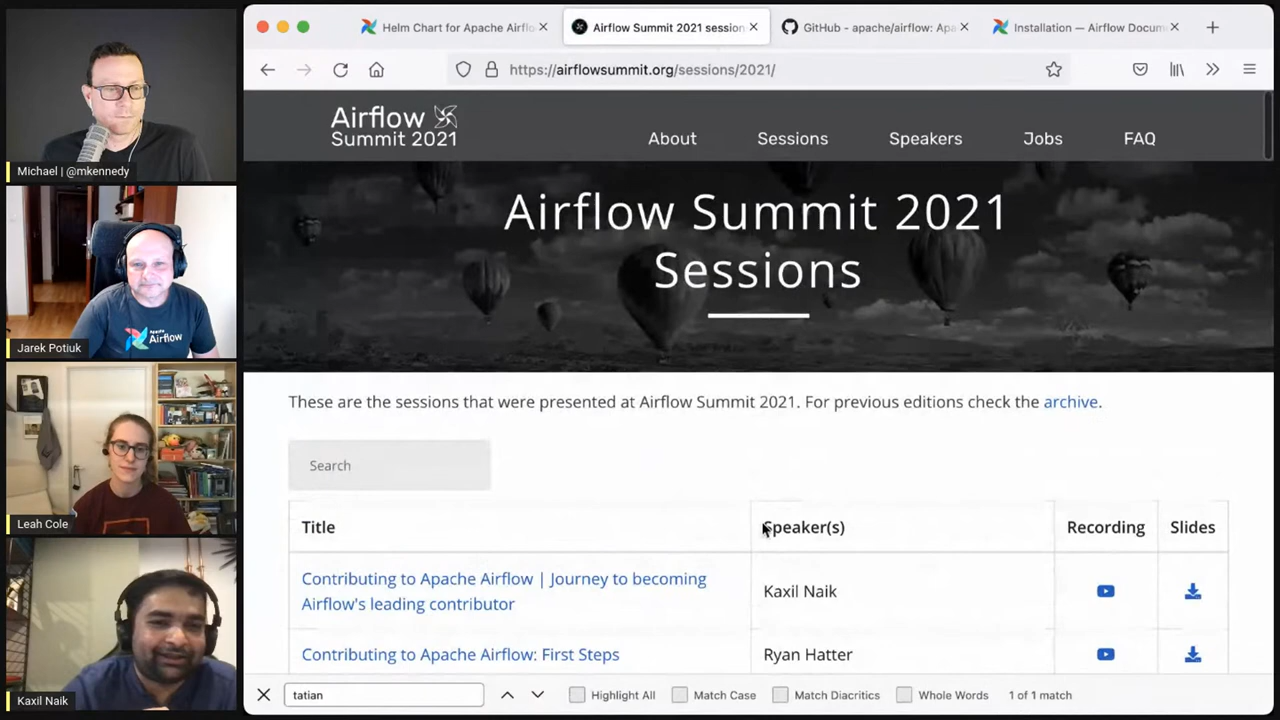 Michael | @mkennedy
Apache
Airflow
Jarek Potiuk
Leah Cole
Kaxil Naik
Helm Chart for Apache Airflo
Airflow Summit 2021 session
GitHub - apache/airflow: Apa
Installation — Airflow Docum
https://airflowsummit.org/sessions/2021/
Airflow
Summit 2021
About
Sessions
Speakers
Jobs
FAQ
Airflow Summit 2021
Sessions
These are the sessions that were presented at Airflow Summit 2021. For previous editions check the archive.
Search
Title
Speaker(s)
Recording
Slides
Contributing to Apache Airflow | Journey to becoming
Airflow's leading contributor
Kaxil Naik
Contributing to Apache Airflow: First Steps
Ryan Hatter
tatian
Highlight All
Match Case
Match Diacritics
Whole Words
1 of 1 match